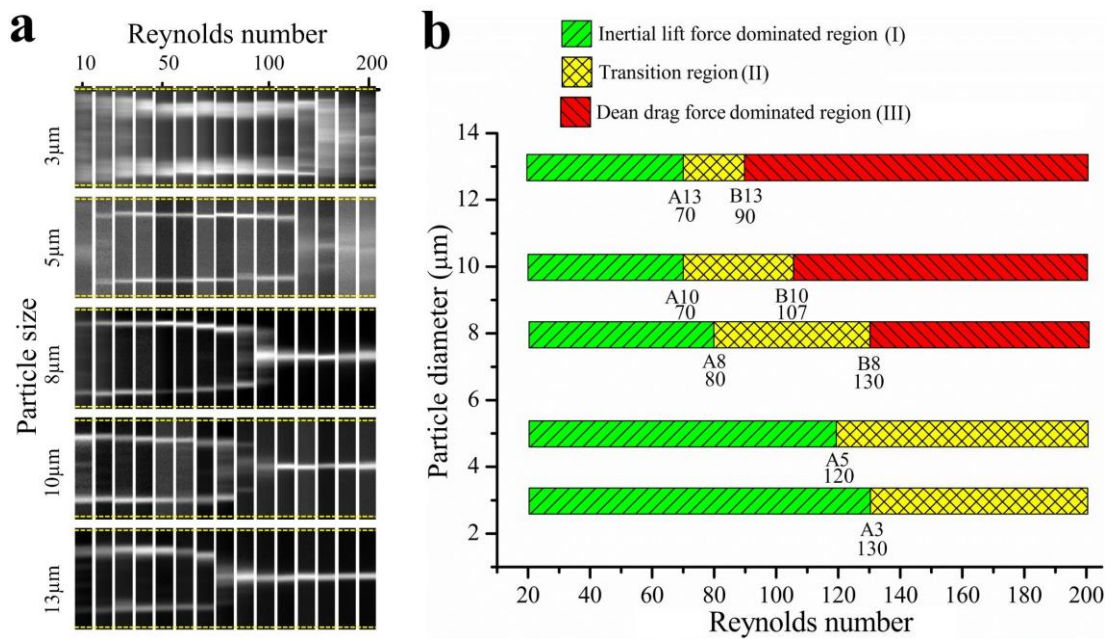 a
Reynolds number
10 50 100 200
Particle size
3µm
5µm
8µm
10µm
13µm
b
Inertial lift force dominated region (I)
Transition region (II)
Dean drag force dominated region (III)
Particle diameter (µm)
14
12
10
8
6
4
2
A13 B13
70 90
A10 B10
70 107
A8 B8
80 130
A5
120
A3
130
20 40 60 80 100 120 140 160 180 200
Reynolds number